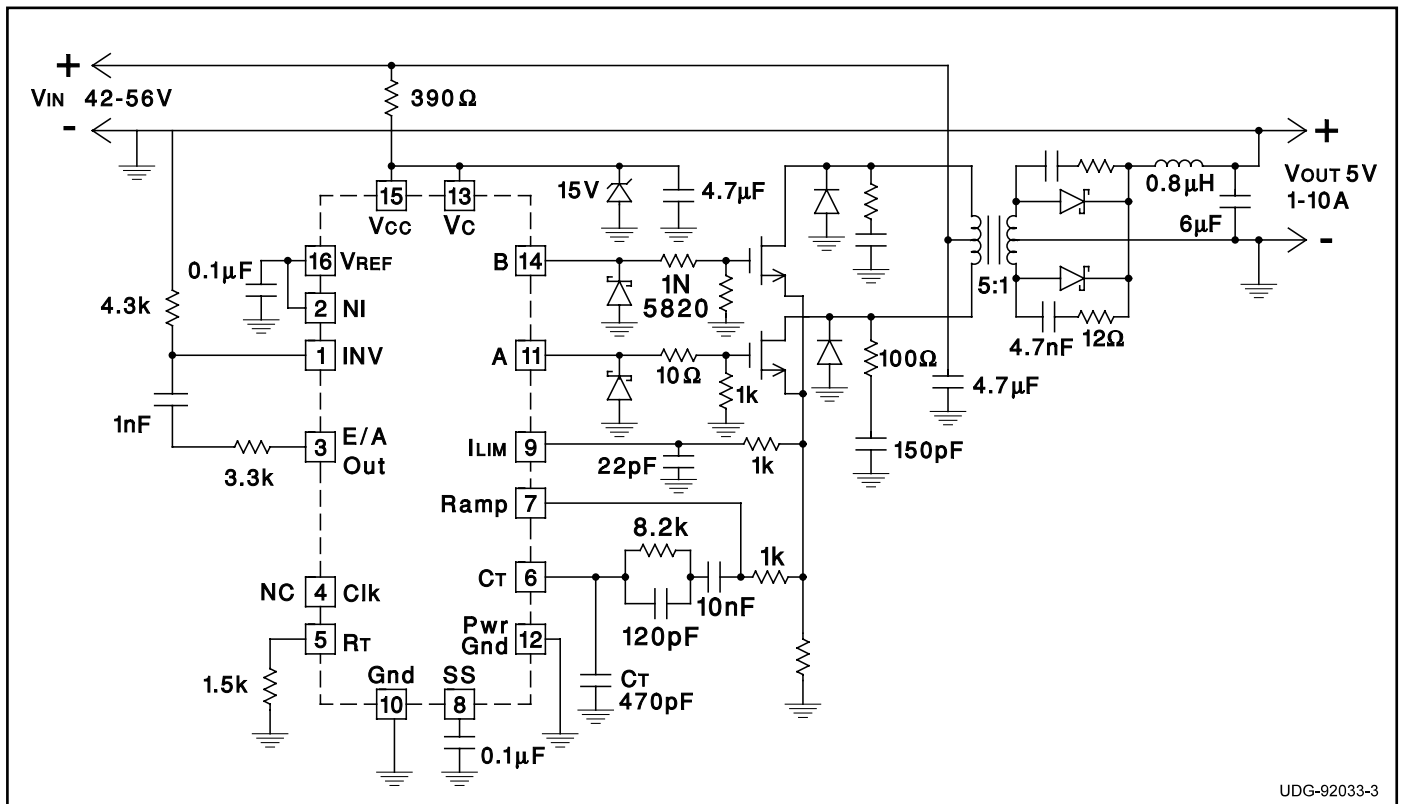 +
VIN 42-56V
-
390Ω
+
VOUT 5V
1-10A
-
15V
4.7µF
0.8µH
6µF
15
VCC
13
VC
16 VREF
0.1µF
2 NI
4.3k
1 INV
1nF
3 E/A
Out
3.3k
B 14
1N
5820
A 11
10Ω
1k
100Ω
150pF
4.7µF
5:1
4.7nF
12Ω
ILIM 9
22pF
1k
Ramp 7
8.2k
1k
CT 6
10nF
120pF
NC 4 Clk
5 RT
1.5k
Pwr
Gnd 12
CT
470pF
Gnd
10
SS
8
0.1µF
UDG-92033-3